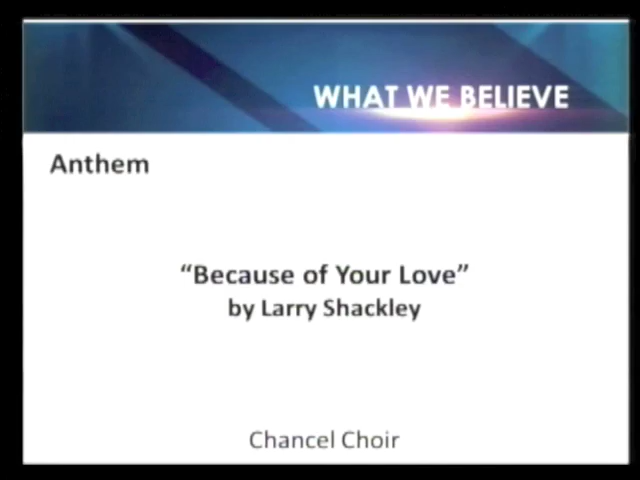 WHAT WE BELIEVE
Anthem
“Because of Your Love”
by Larry Shackley
Chancel Choir